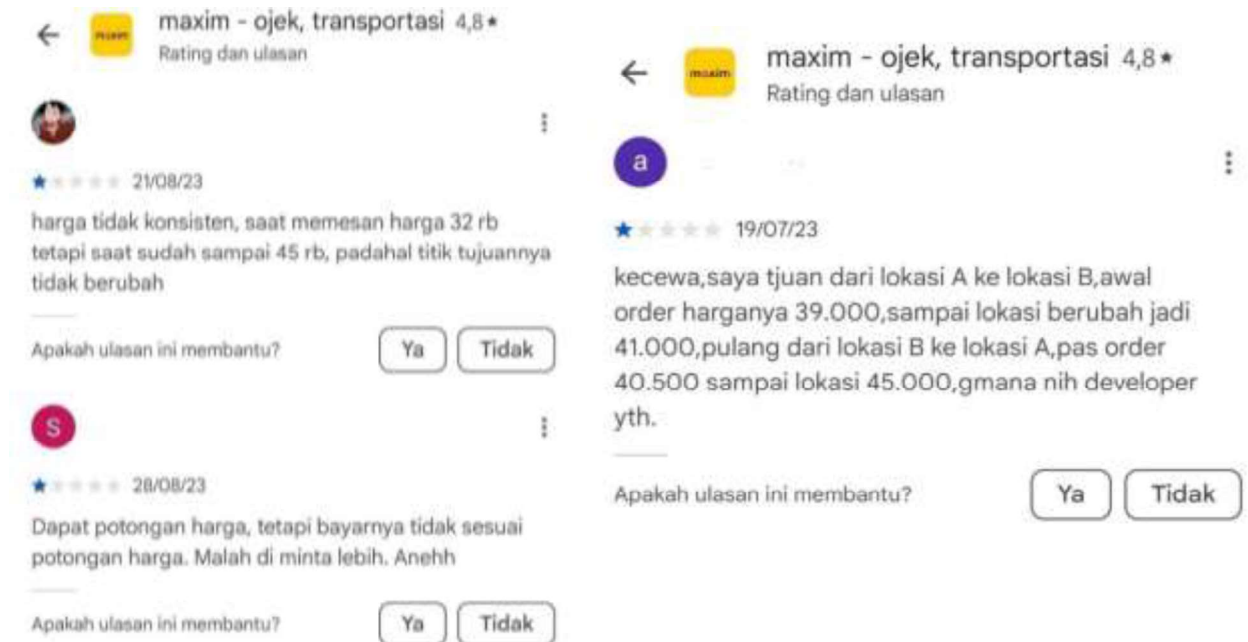 maxim - ojek, transportasi 4,8★
Rating dan ulasan
21/08/23
harga tidak konsisten, saat memesan harga 32 rb
tetapi saat sudah sampai 45 rb, padahal titik tujuannya
tidak berubah
Apakah ulasan ini membantu?
Ya
Tidak
S
28/08/23
Dapat potongan harga, tetapi bayarnya tidak sesuai
potongan harga. Malah di minta lebih. Anehh
Apakah ulasan ini membantu?
Ya
Tidak
maxim
maxim - ojek, transportasi 4,8★
Rating dan ulasan
a
19/07/23
kecewa,saya tjuan dari lokasi A ke lokasi B,awal
order harganya 39.000,sampai lokasi berubah jadi
41.000,pulang dari lokasi B ke lokasi A,pas order
40.500 sampai lokasi 45.000,gmana nih developer
yth.
Apakah ulasan ini membantu?
Ya
Tidak